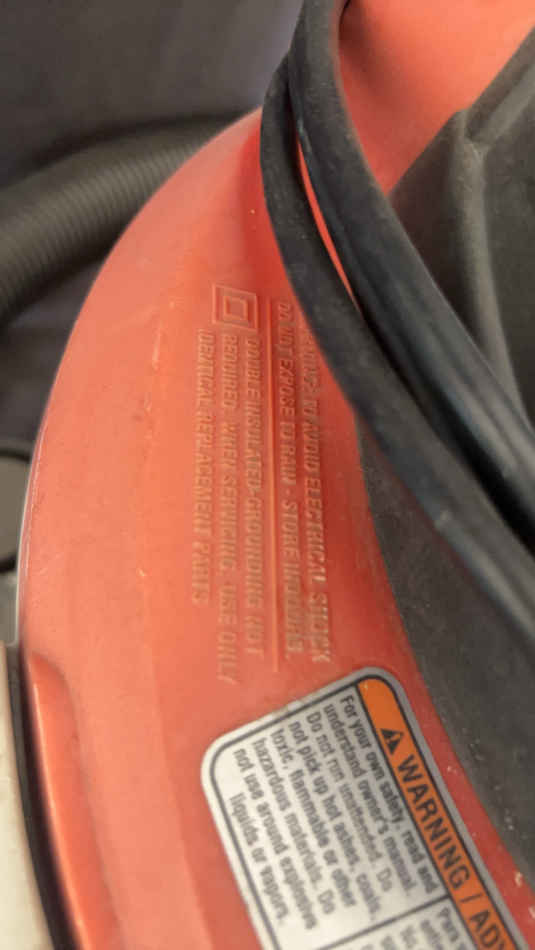 TO AVOID ELECTRICAL SHOCK
DO NOT EXPOSE TO RAIN - STORE INDOORS.
DOUBLE INSULATED-GROUNDING NOT
REQUIRED. WHEN SERVICING USE ONLY
IDENTICAL REPLACEMENT PARTS
WARNING / AD
For your own safety, read and
understand owner's manual.
Do not run unattended. Do
not pick up hot ashes, coals,
toxic, flammable or other
hazardous materials. Do
not use around explosive
liquids or vapors.
Para